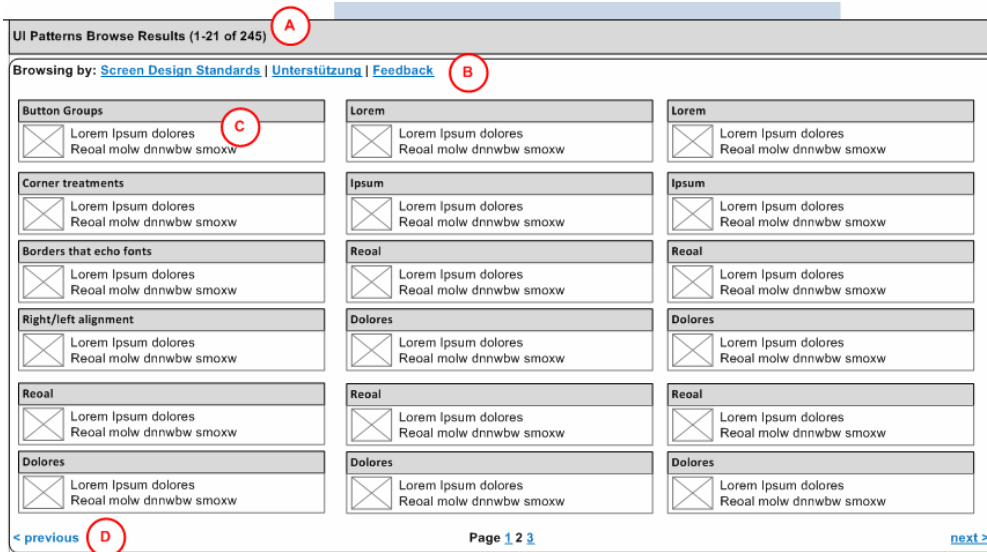 UI Patterns Browse Results (1-21 of 245)
A
Browsing by: Screen Design Standards | Unterstützung | Feedback
B
Button Groups
C
Lorem Ipsum dolores
Reoal molw dnnwbw smoxw
Lorem
Lorem Ipsum dolores
Reoal molw dnnwbw smoxw
Lorem
Lorem Ipsum dolores
Reoal molw dnnwbw smoxw
Corner treatments
Lorem Ipsum dolores
Reoal molw dnnwbw smoxw
Ipsum
Lorem Ipsum dolores
Reoal molw dnnwbw smoxw
Ipsum
Lorem Ipsum dolores
Reoal molw dnnwbw smoxw
Borders that echo fonts
Lorem Ipsum dolores
Reoal molw dnnwbw smoxw
Reoal
Lorem Ipsum dolores
Reoal molw dnnwbw smoxw
Reoal
Lorem Ipsum dolores
Reoal molw dnnwbw smoxw
Right/left alignment
Lorem Ipsum dolores
Reoal molw dnnwbw smoxw
Dolores
Lorem Ipsum dolores
Reoal molw dnnwbw smoxw
Dolores
Lorem Ipsum dolores
Reoal molw dnnwbw smoxw
Reoal
Lorem Ipsum dolores
Reoal molw dnnwbw smoxw
Reoal
Lorem Ipsum dolores
Reoal molw dnnwbw smoxw
Reoal
Lorem Ipsum dolores
Reoal molw dnnwbw smoxw
Dolores
Lorem Ipsum dolores
Reoal molw dnnwbw smoxw
Dolores
Lorem Ipsum dolores
Reoal molw dnnwbw smoxw
Dolores
Lorem Ipsum dolores
Reoal molw dnnwbw smoxw
< previous
D
Page 1 2 3
next >